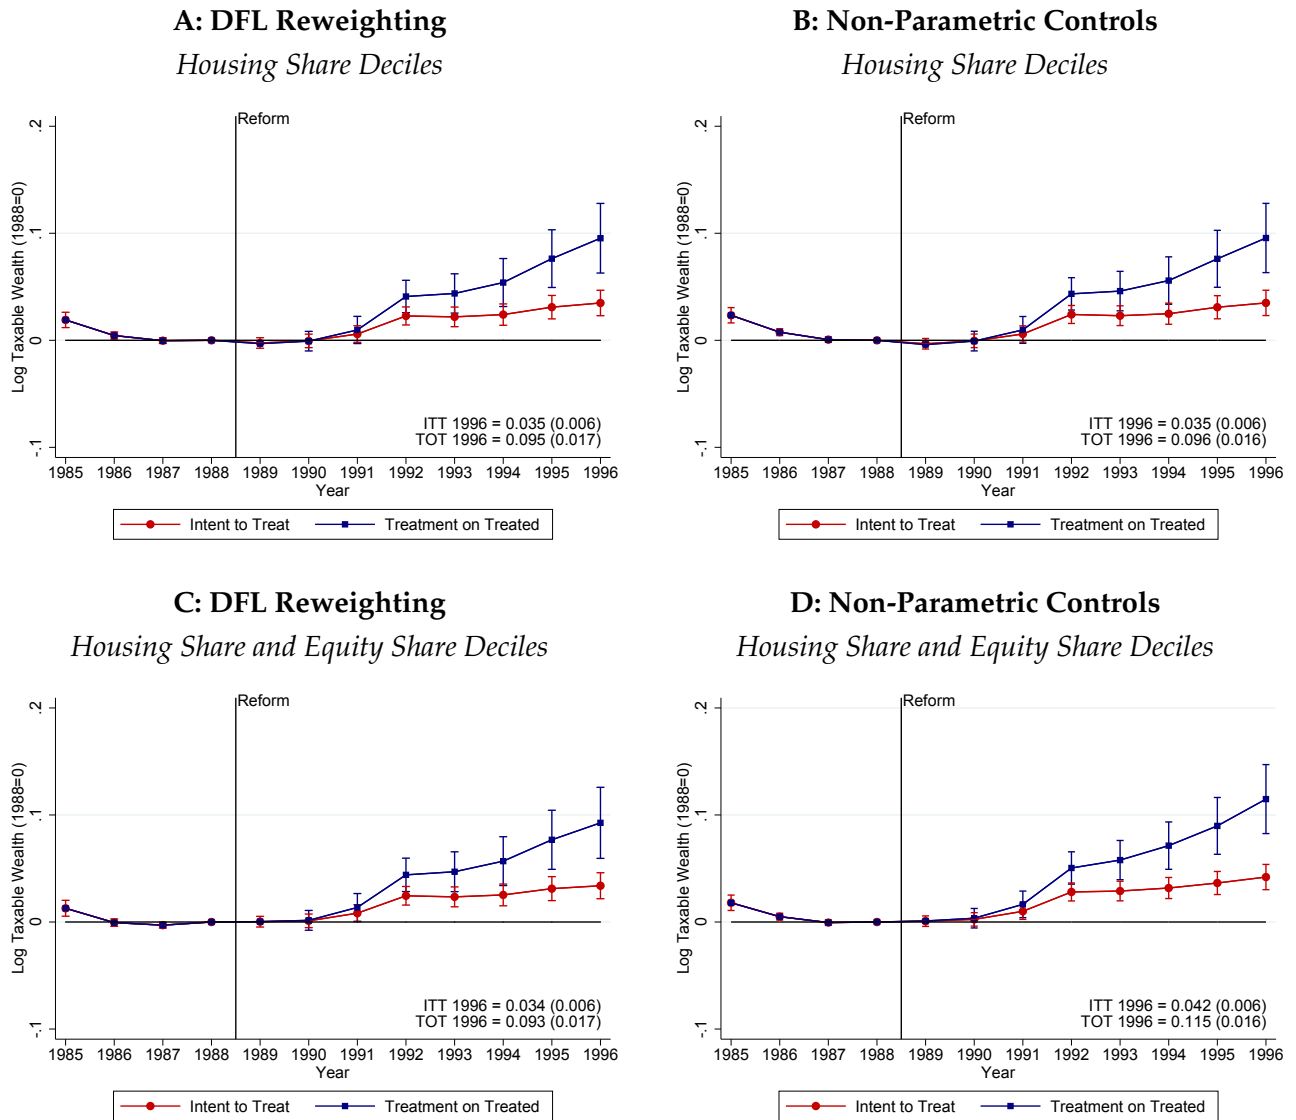 A: DFL Reweighting
Housing Share Deciles
Reform
.2
.1
0
-.1
Log Taxable Wealth (1988=0)
ITT 1996 = 0.035 (0.006)
TOT 1996 = 0.095 (0.017)
1985 1986 1987 1988 1989 1990 1991 1992 1993 1994 1995 1996
Year
Intent to Treat Treatment on Treated
B: Non-Parametric Controls
Housing Share Deciles
Reform
.2
.1
0
-.1
Log Taxable Wealth (1988=0)
ITT 1996 = 0.035 (0.006)
TOT 1996 = 0.096 (0.016)
1985 1986 1987 1988 1989 1990 1991 1992 1993 1994 1995 1996
Year
Intent to Treat Treatment on Treated
C: DFL Reweighting
Housing Share and Equity Share Deciles
Reform
.2
.1
0
-.1
Log Taxable Wealth (1988=0)
ITT 1996 = 0.034 (0.006)
TOT 1996 = 0.093 (0.017)
1985 1986 1987 1988 1989 1990 1991 1992 1993 1994 1995 1996
Year
Intent to Treat Treatment on Treated
D: Non-Parametric Controls
Housing Share and Equity Share Deciles
Reform
.2
.1
0
-.1
Log Taxable Wealth (1988=0)
ITT 1996 = 0.042 (0.006)
TOT 1996 = 0.115 (0.016)
1985 1986 1987 1988 1989 1990 1991 1992 1993 1994 1995 1996
Year
Intent to Treat Treatment on Treated